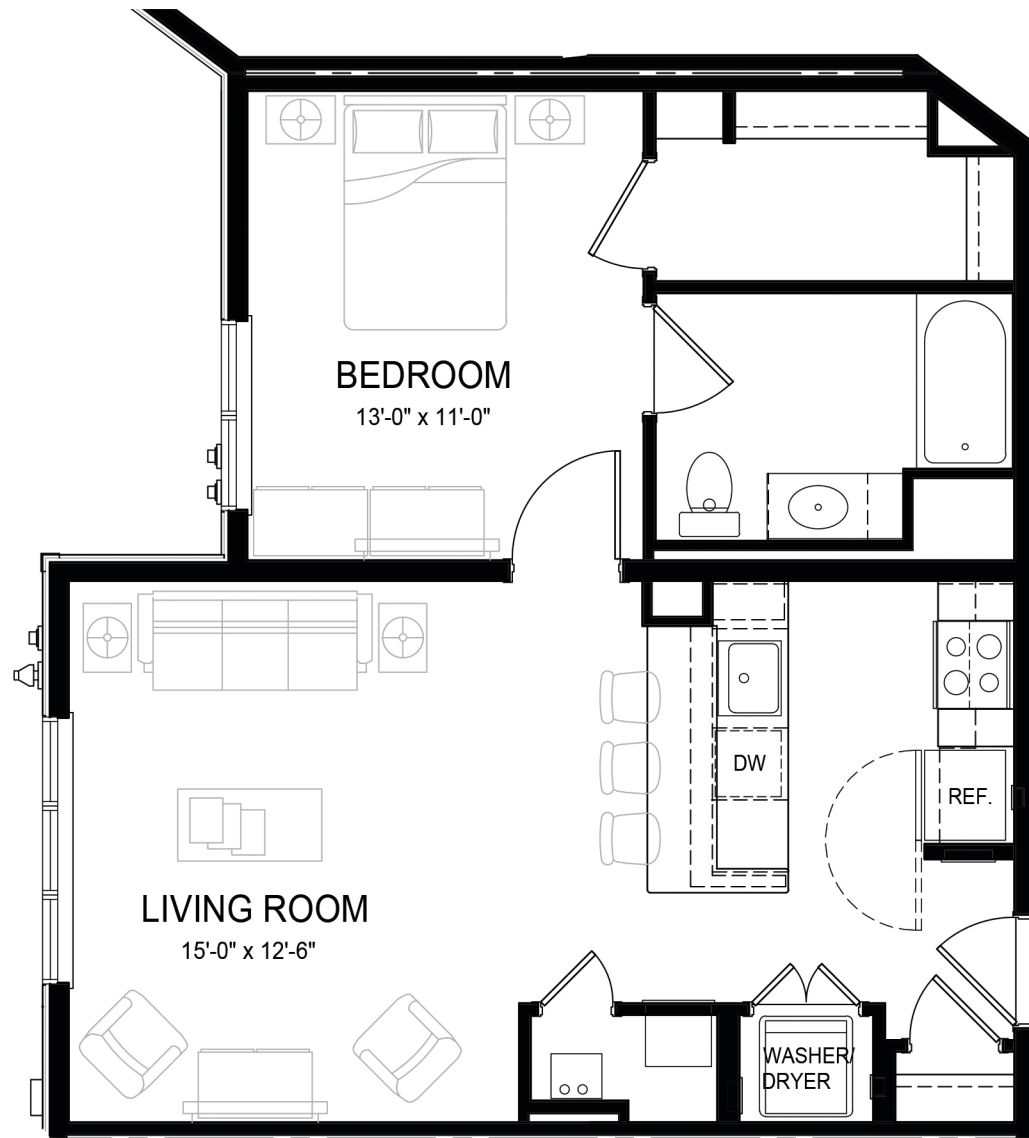 BEDROOM
13'-0" x 11'-0"
DW
REF.
LIVING ROOM
15'-0" x 12'-6"
WASHER/
DRYER